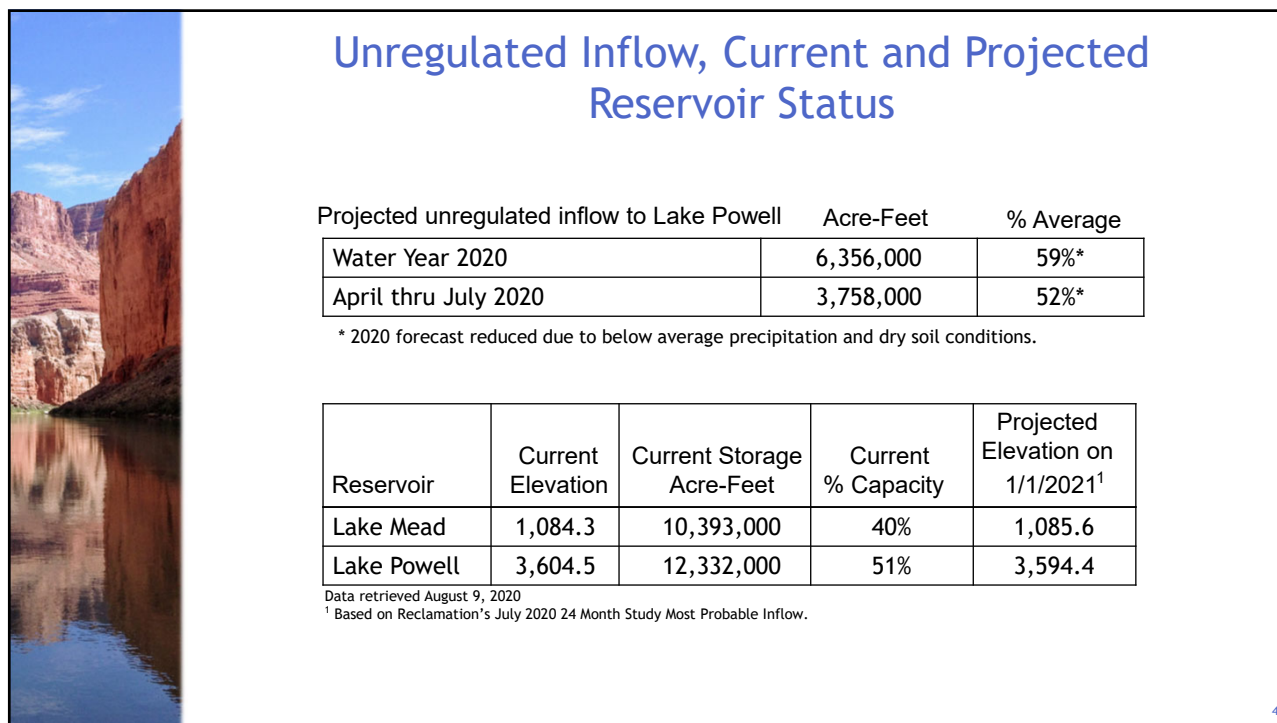 Unregulated Inflow, Current and Projected
Reservoir Status
Projected unregulated inflow to Lake Powell Acre-Feet % Average
Water Year 2020 6,356,000 59%*
April thru July 2020 3,758,000 52%*
* 2020 forecast reduced due to below average precipitation and dry soil conditions.
Reservoir Current Elevation Current Storage Acre-Feet Current % Capacity Projected Elevation on 1/1/2021¹
Lake Mead 1,084.3 10,393,000 40% 1,085.6
Lake Powell 3,604.5 12,332,000 51% 3,594.4
Data retrieved August 9, 2020
¹ Based on Reclamation’s July 2020 24 Month Study Most Probable Inflow.
4